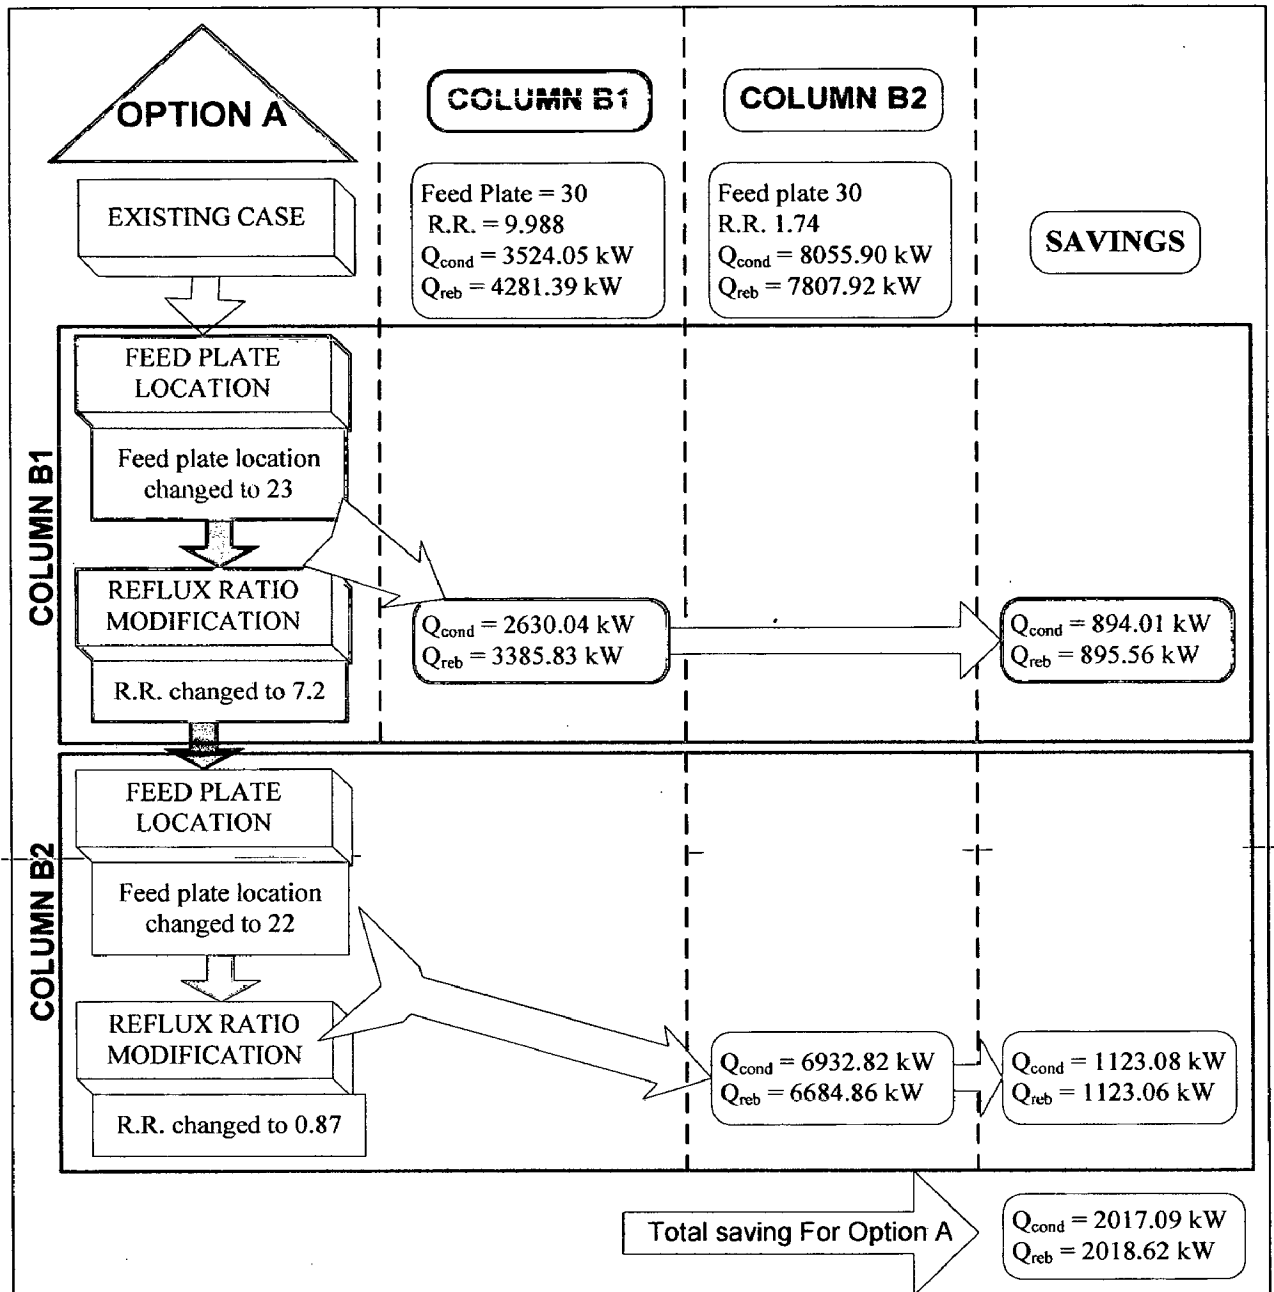 OPTION A
COLUMN B1
COLUMN B2
EXISTING CASE
Feed Plate = 30
R.R. = 9.988
Qcond = 3524.05 kW
Qreb = 4281.39 kW
Feed plate 30
R.R. 1.74
Qcond = 8055.90 kW
Qreb = 7807.92 kW
SAVINGS
COLUMN B1
FEED PLATE
LOCATION
Feed plate location
changed to 23
REFLUX RATIO
MODIFICATION
R.R. changed to 7.2
Qcond = 2630.04 kW
Qreb = 3385.83 kW
Qcond = 894.01 kW
Qreb = 895.56 kW
COLUMN B2
FEED PLATE
LOCATION
Feed plate location
changed to 22
REFLUX RATIO
MODIFICATION
R.R. changed to 0.87
Qcond = 6932.82 kW
Qreb = 6684.86 kW
Qcond = 1123.08 kW
Qreb = 1123.06 kW
Total saving For Option A
Qcond = 2017.09 kW
Qreb = 2018.62 kW